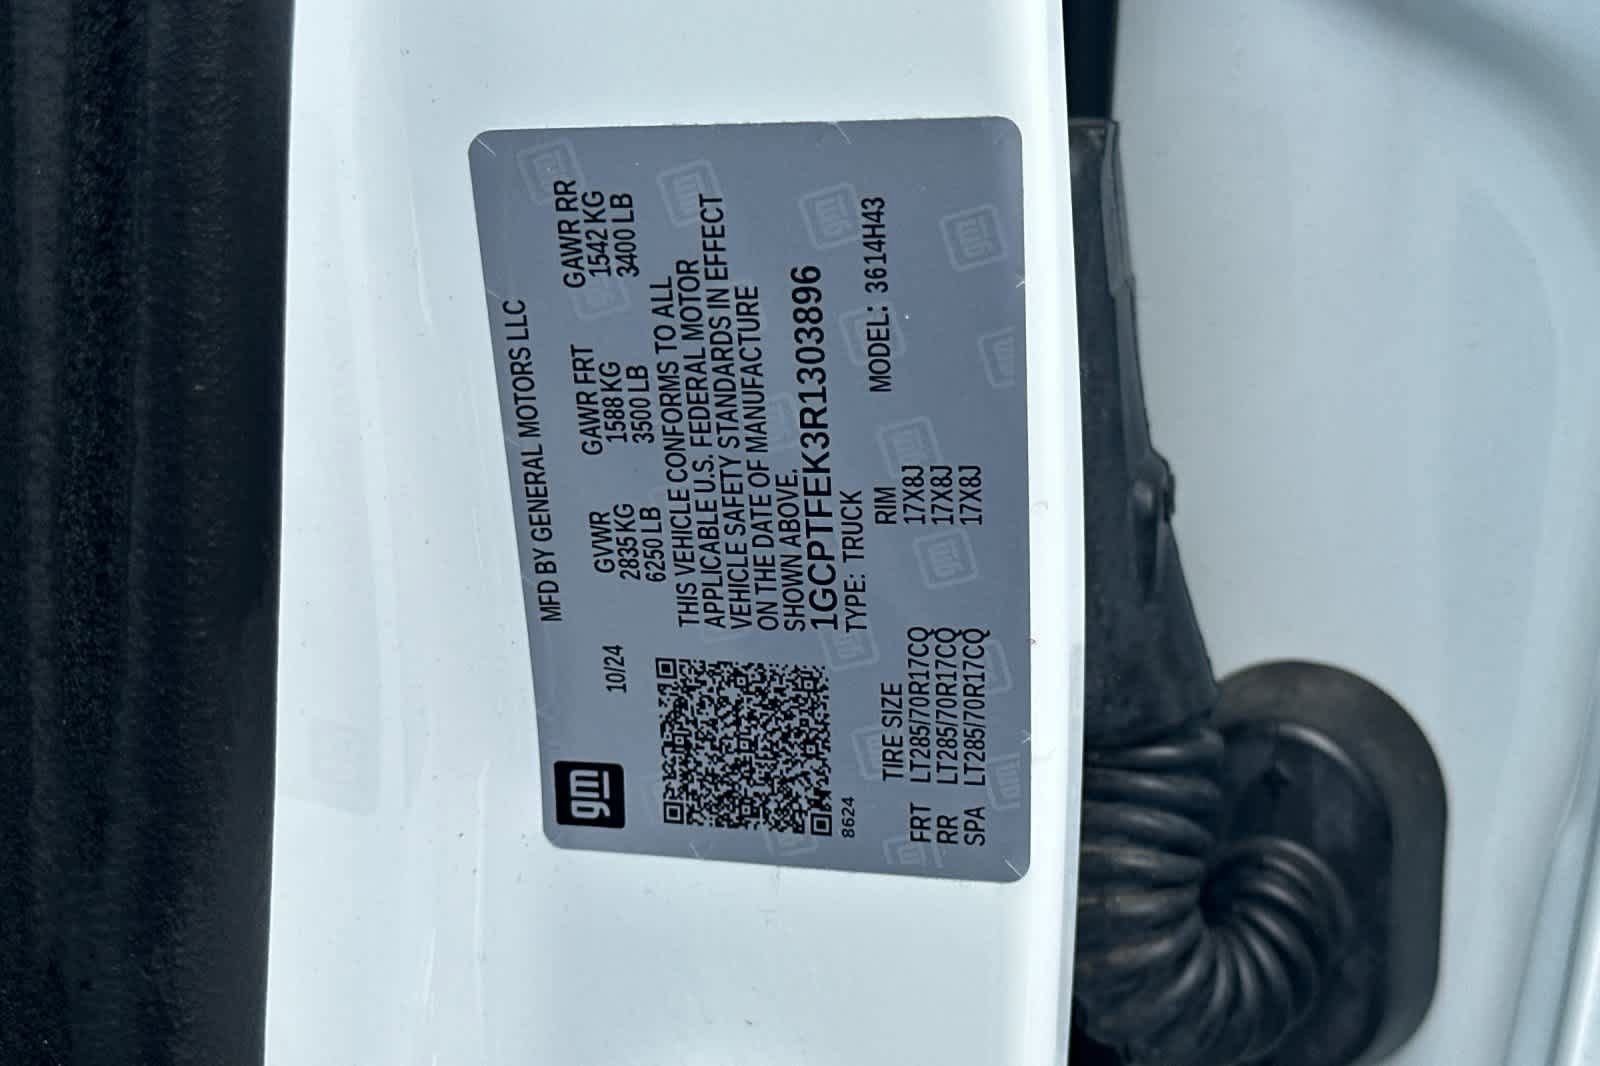 gm
MFD BY GENERAL MOTORS LLC
10/24
GVWR GAWR FRT GAWR RR
2835 KG 1588 KG 1542 KG
6250 LB 3500 LB 3400 LB
THIS VEHICLE CONFORMS TO ALL
APPLICABLE U.S. FEDERAL MOTOR
VEHICLE SAFETY STANDARDS IN EFFECT
ON THE DATE OF MANUFACTURE
SHOWN ABOVE.
1GCPTFEK3R1303896
8624
TYPE: TRUCK MODEL: 3614H43
TIRE SIZE RIM
FRT LT285/70R17CQ 17X8J
RR LT285/70R17CQ 17X8J
SPA LT285/70R17CQ 17X8J